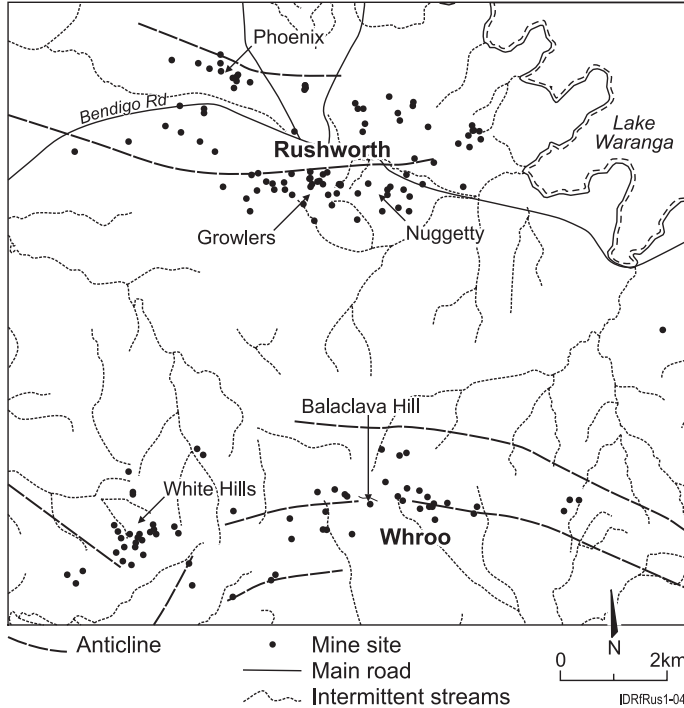 Phoenix
Bendigo Rd
Lake
Waranga
Rushworth
Growlers
Nuggetty
Balaclava Hill
White Hills
Whroo
Anticline
Mine site
Main road
Intermittent streams
N
0 2km
JDRfRus1-04